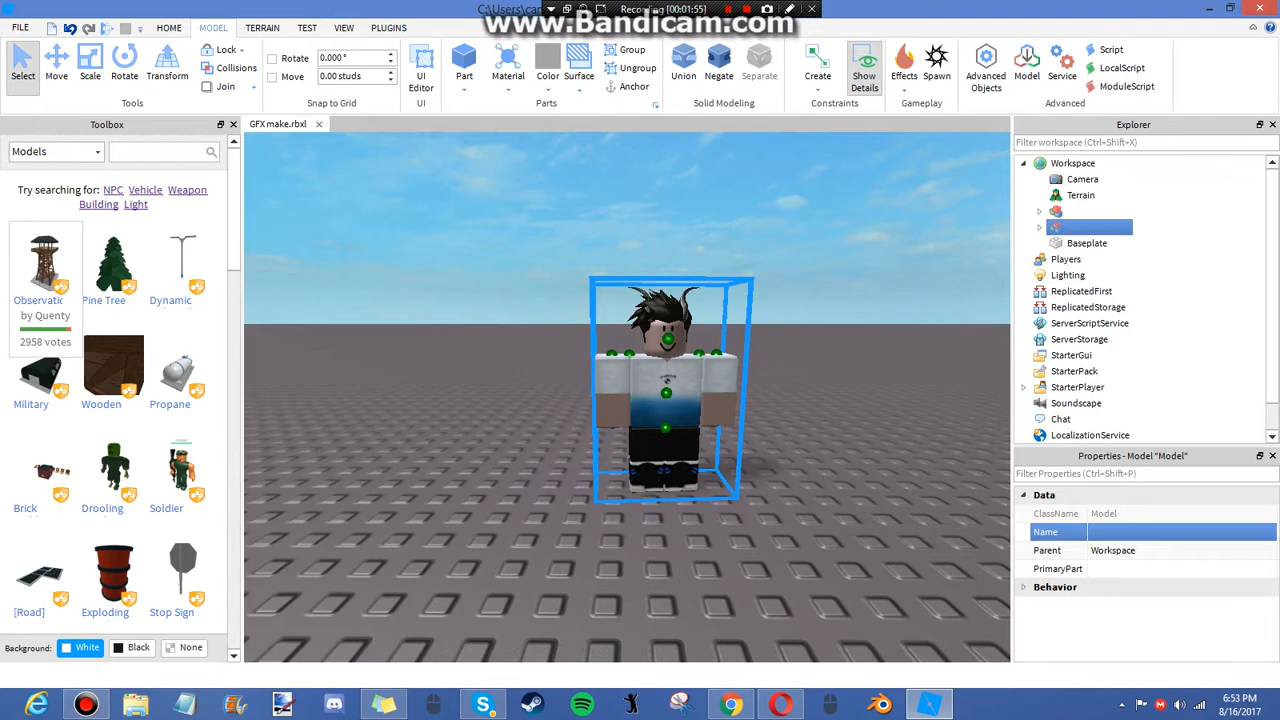 C:\Users\car
Recording [00:01:55]
www.Bandicam.com
FILE
HOME
MODEL
TERRAIN
TEST
VIEW
PLUGINS
Select
Move
Scale
Rotate
Transform
Lock
Collisions
Join
Tools
Rotate
0.000 °
Move
0.00 studs
Snap to Grid
UI
Editor
UI
Part
Material
Color
Surface
Group
Ungroup
Anchor
Parts
Union
Negate
Separate
Solid Modeling
Create
Show
Details
Constraints
Effects
Spawn
Gameplay
Advanced
Objects
Model
Service
Script
LocalScript
ModuleScript
Advanced
Toolbox
Models
Try searching for: NPC Vehicle Weapon
Building Light
Observatic
by Quenty
2958 votes
Pine Tree
Dynamic
Military
Wooden
Propane
Brick
Drooling
Soldier
[Road]
Exploding
Stop Sign
Background: White Black None
GFX make.rbxl
Explorer
Filter workspace (Ctrl+Shift+X)
Workspace
Camera
Terrain
Baseplate
Players
Lighting
ReplicatedFirst
ReplicatedStorage
ServerScriptService
ServerStorage
StarterGui
StarterPack
StarterPlayer
Soundscape
Chat
LocalizationService
Properties - Model "Model"
Filter Properties (Ctrl+Shift+P)
Data
ClassName Model
Name
Parent Workspace
PrimaryPart
Behavior
6:53 PM
8/16/2017